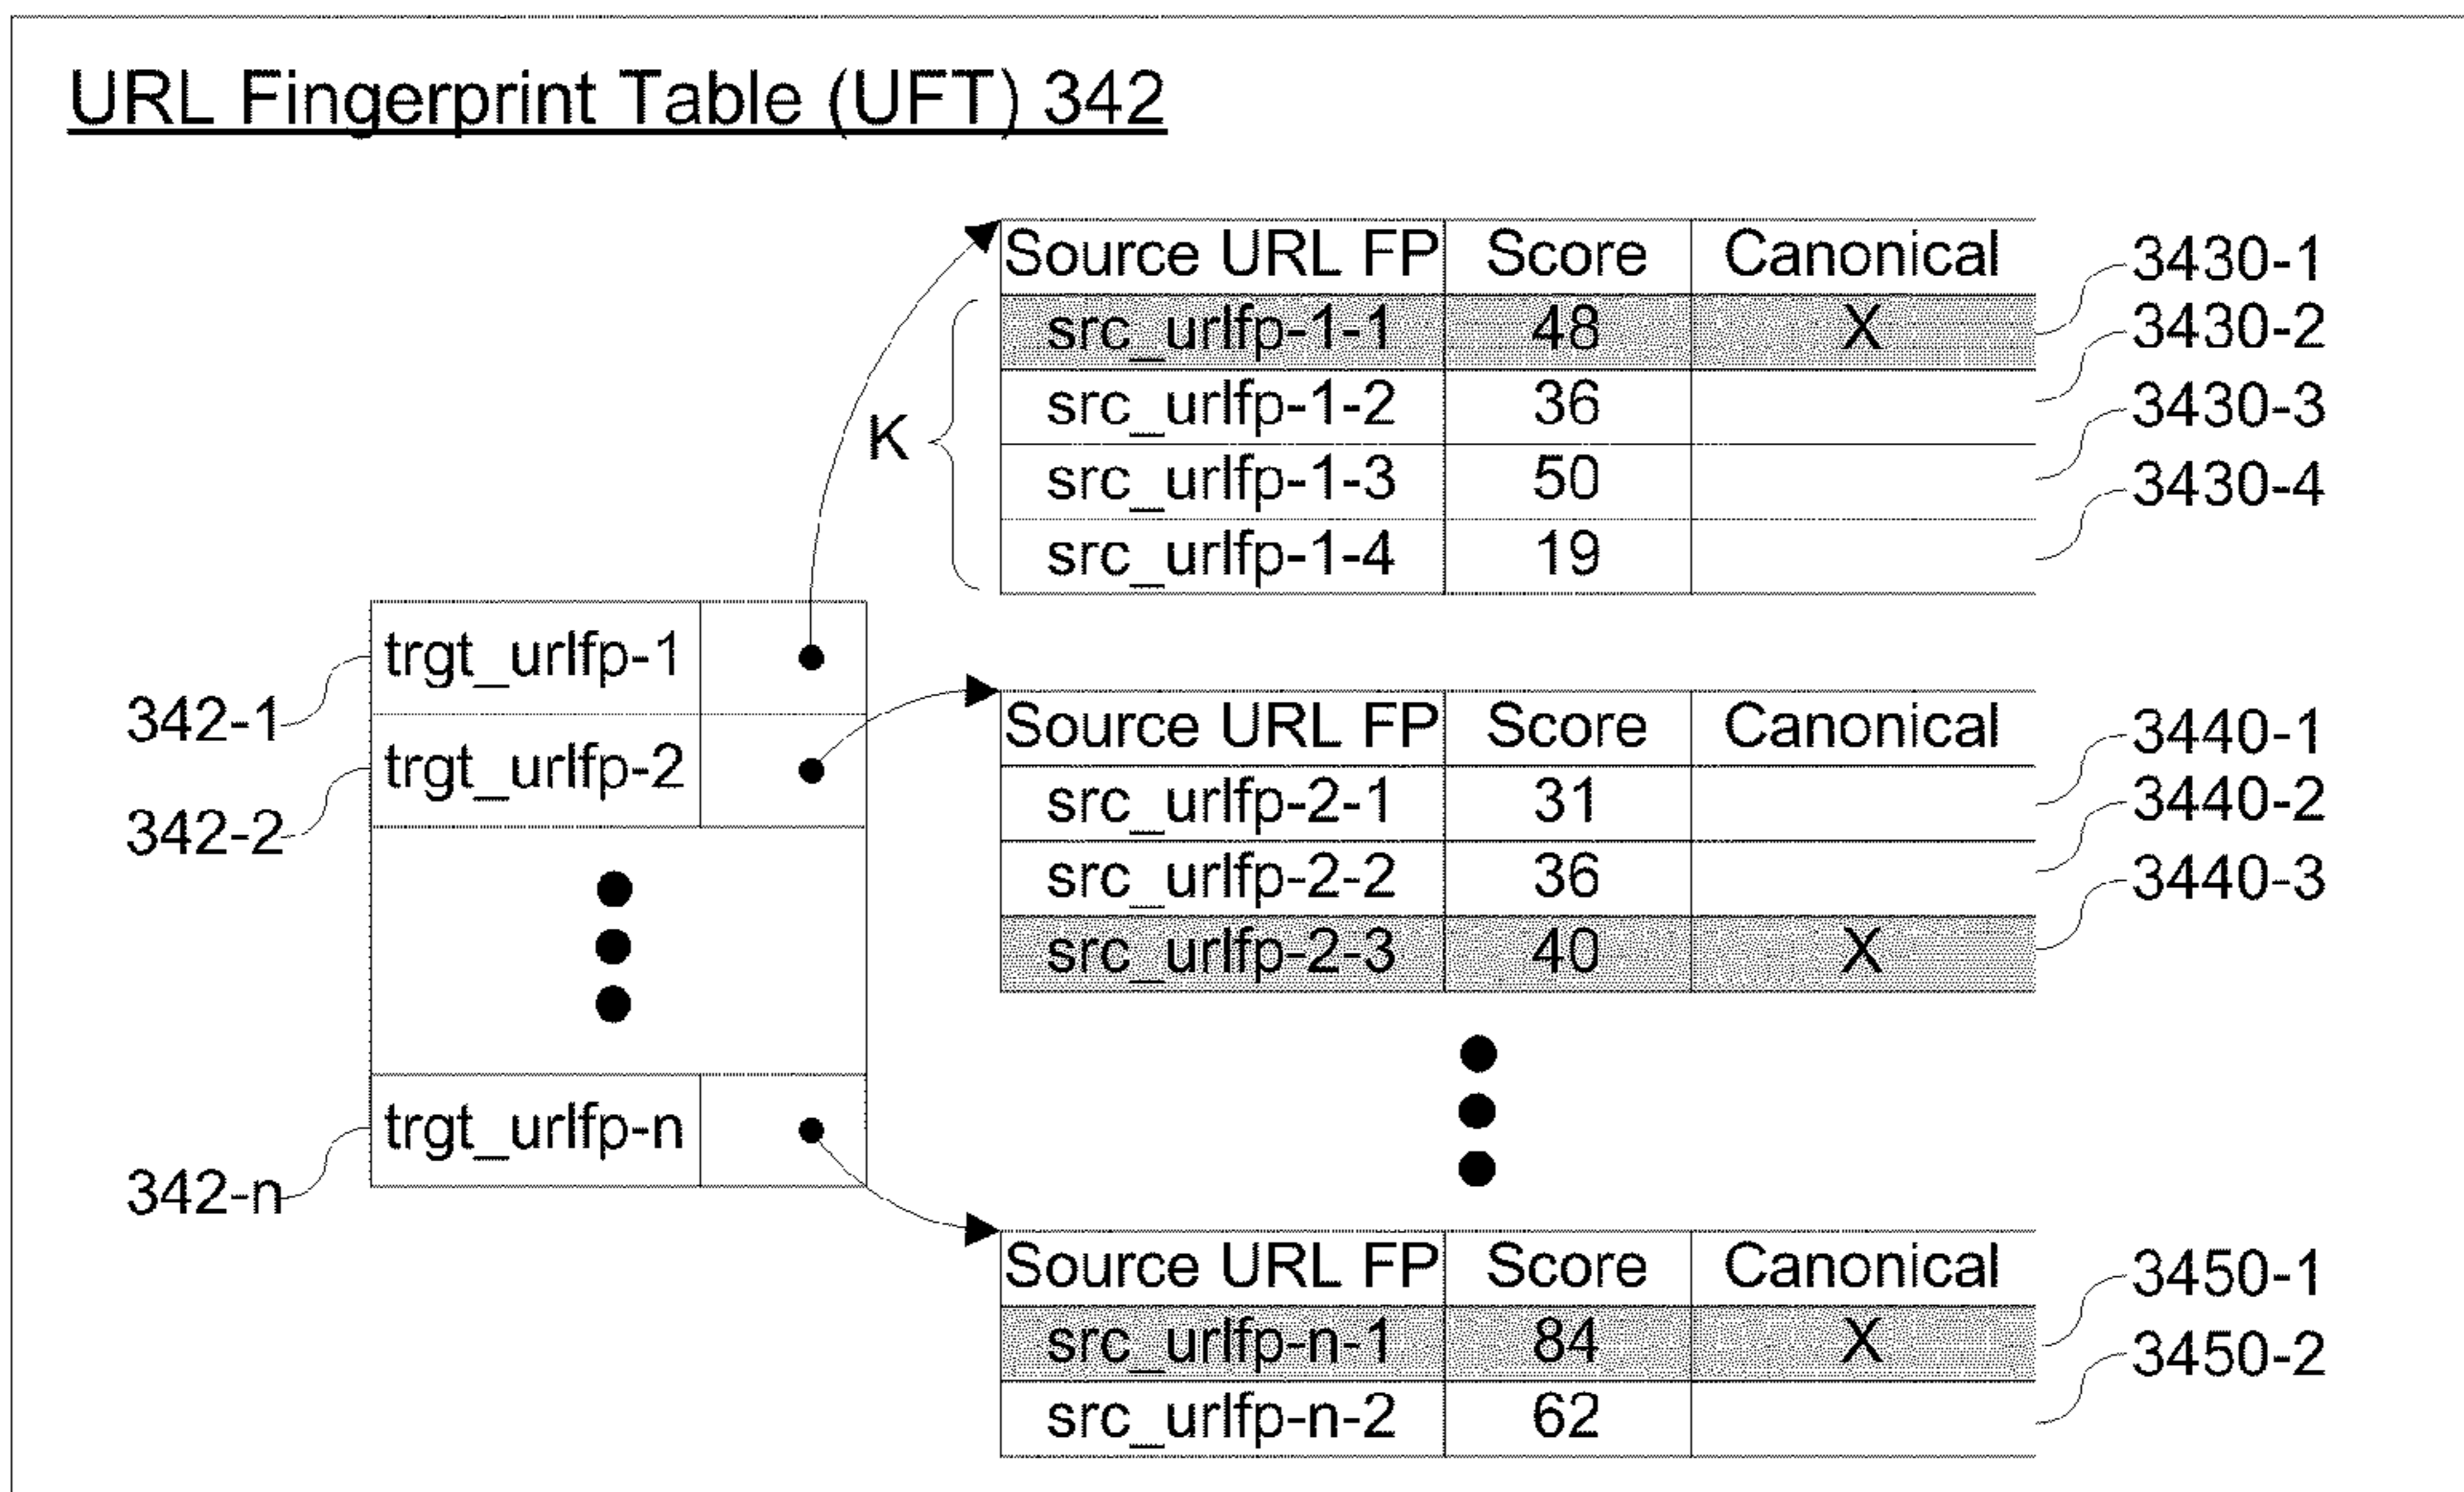 URL Fingerprint Table (UFT) 342
Source URL FP Score Canonical
src_urlfp-1-1 48 X
src_urlfp-1-2 36
src_urlfp-1-3 50
src_urlfp-1-4 19
K
3430-1
3430-2
3430-3
3430-4
trgt_urlfp-1
trgt_urlfp-2
trgt_urlfp-n
342-1
342-2
342-n
Source URL FP Score Canonical
src_urlfp-2-1 31
src_urlfp-2-2 36
src_urlfp-2-3 40 X
3440-1
3440-2
3440-3
Source URL FP Score Canonical
src_urlfp-n-1 84 X
src_urlfp-n-2 62
3450-1
3450-2